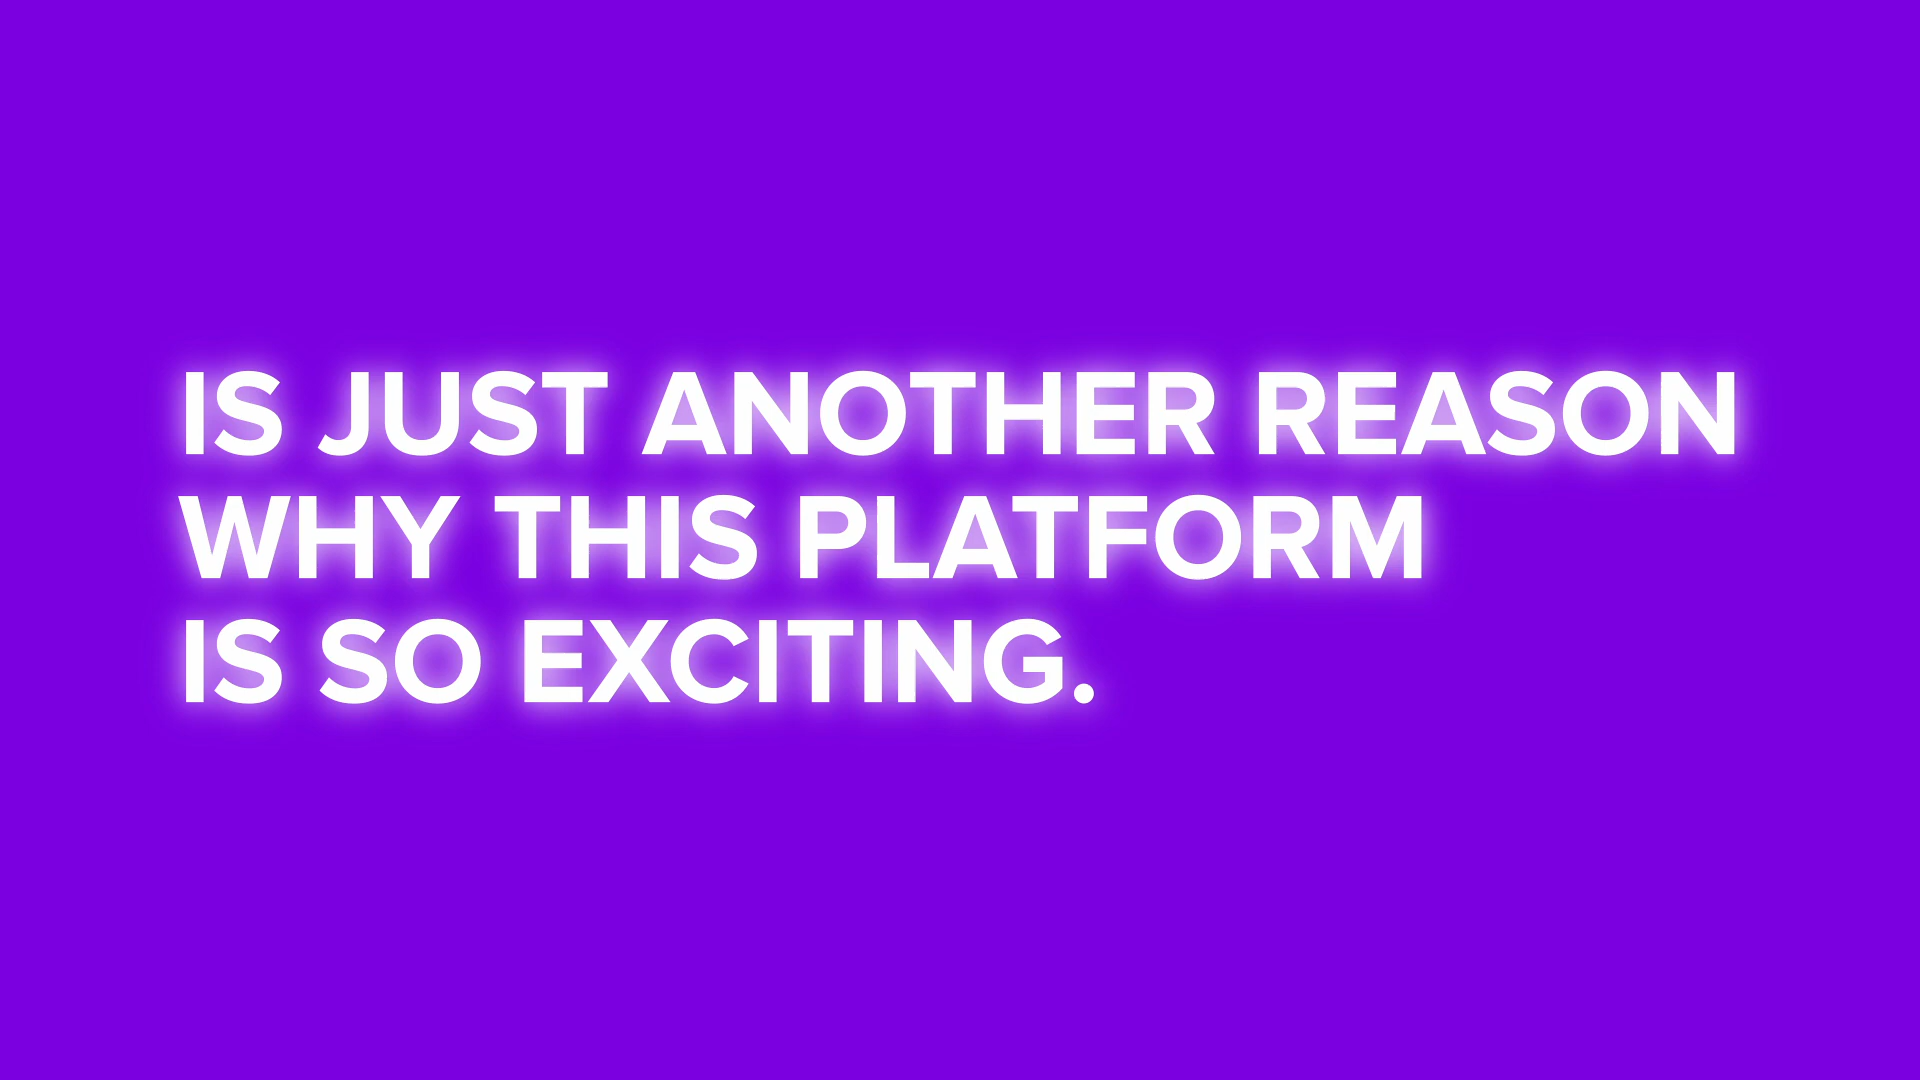 IS JUST ANOTHER REASON
WHY THIS PLATFORM
IS SO EXCITING.